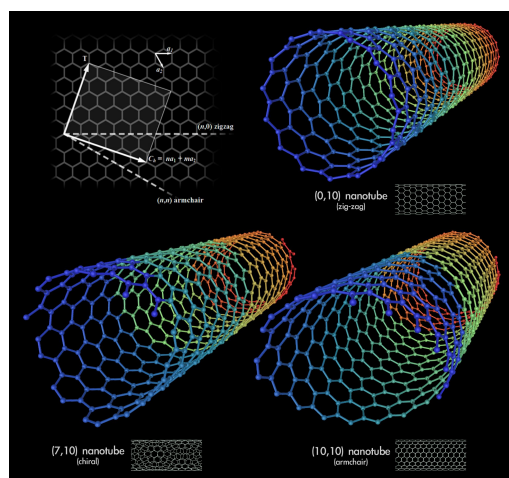 a₁
a₂
T
(n,0) zigzag
Cₕ = na₁ + ma₂
(n,n) armchair
(0,10) nanotube
(zig-zag)
(7,10) nanotube
(chiral)
(10,10) nanotube
(armchair)